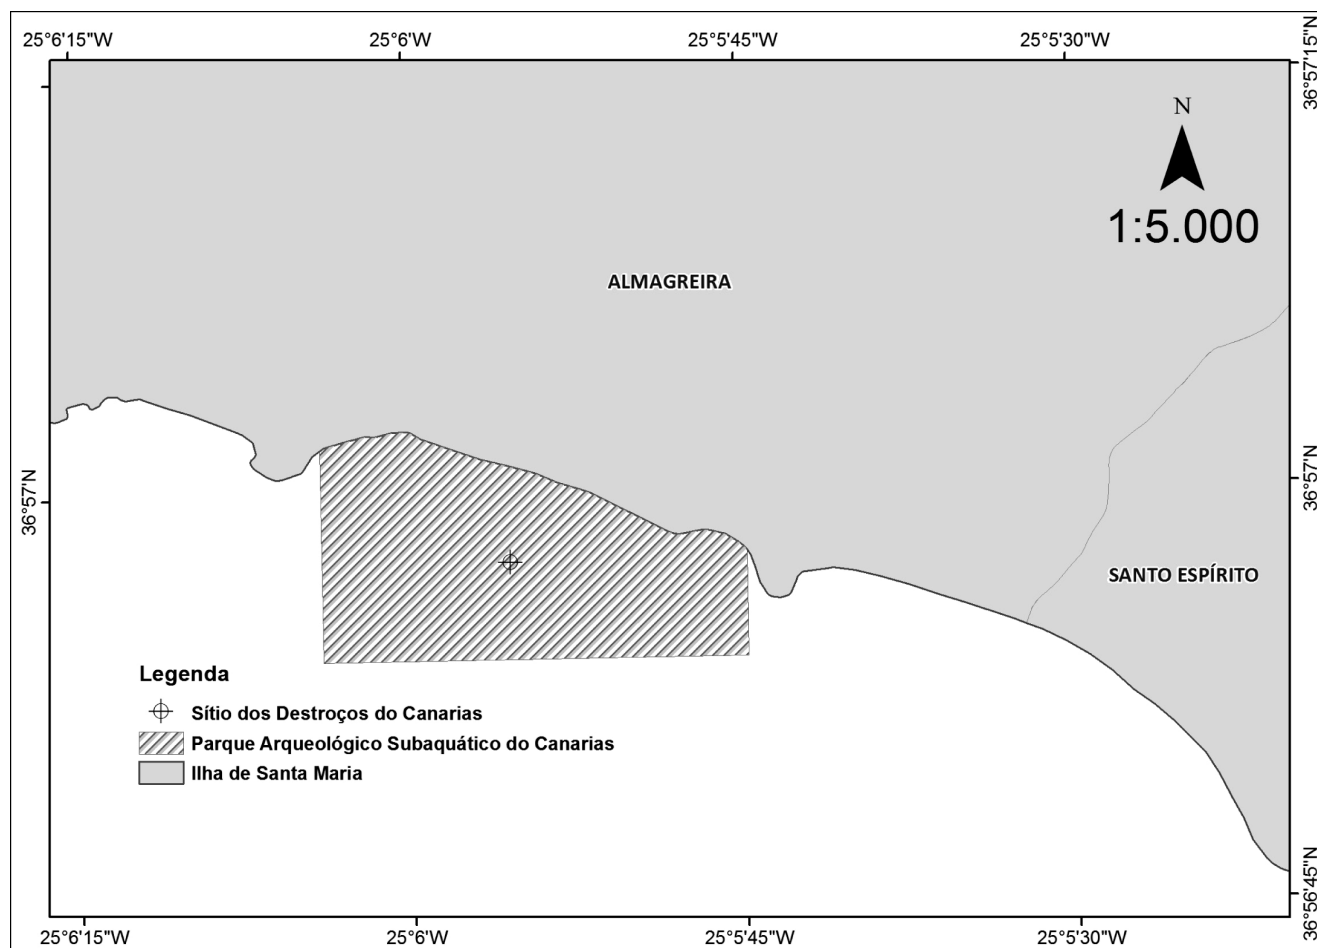 25°6'15"W 25°6'W 25°5'45"W 25°5'30"W
36°57'15"N
N
1:5.000
ALMAGREIRA
36°57'N
36°57'N
SANTO ESPÍRITO
Legenda
Sítio dos Destroços do Canarias
Parque Arqueológico Subaquático do Canarias
Ilha de Santa Maria
36°56'45"N
25°6'15"W 25°6'W 25°5'45"W 25°5'30"W